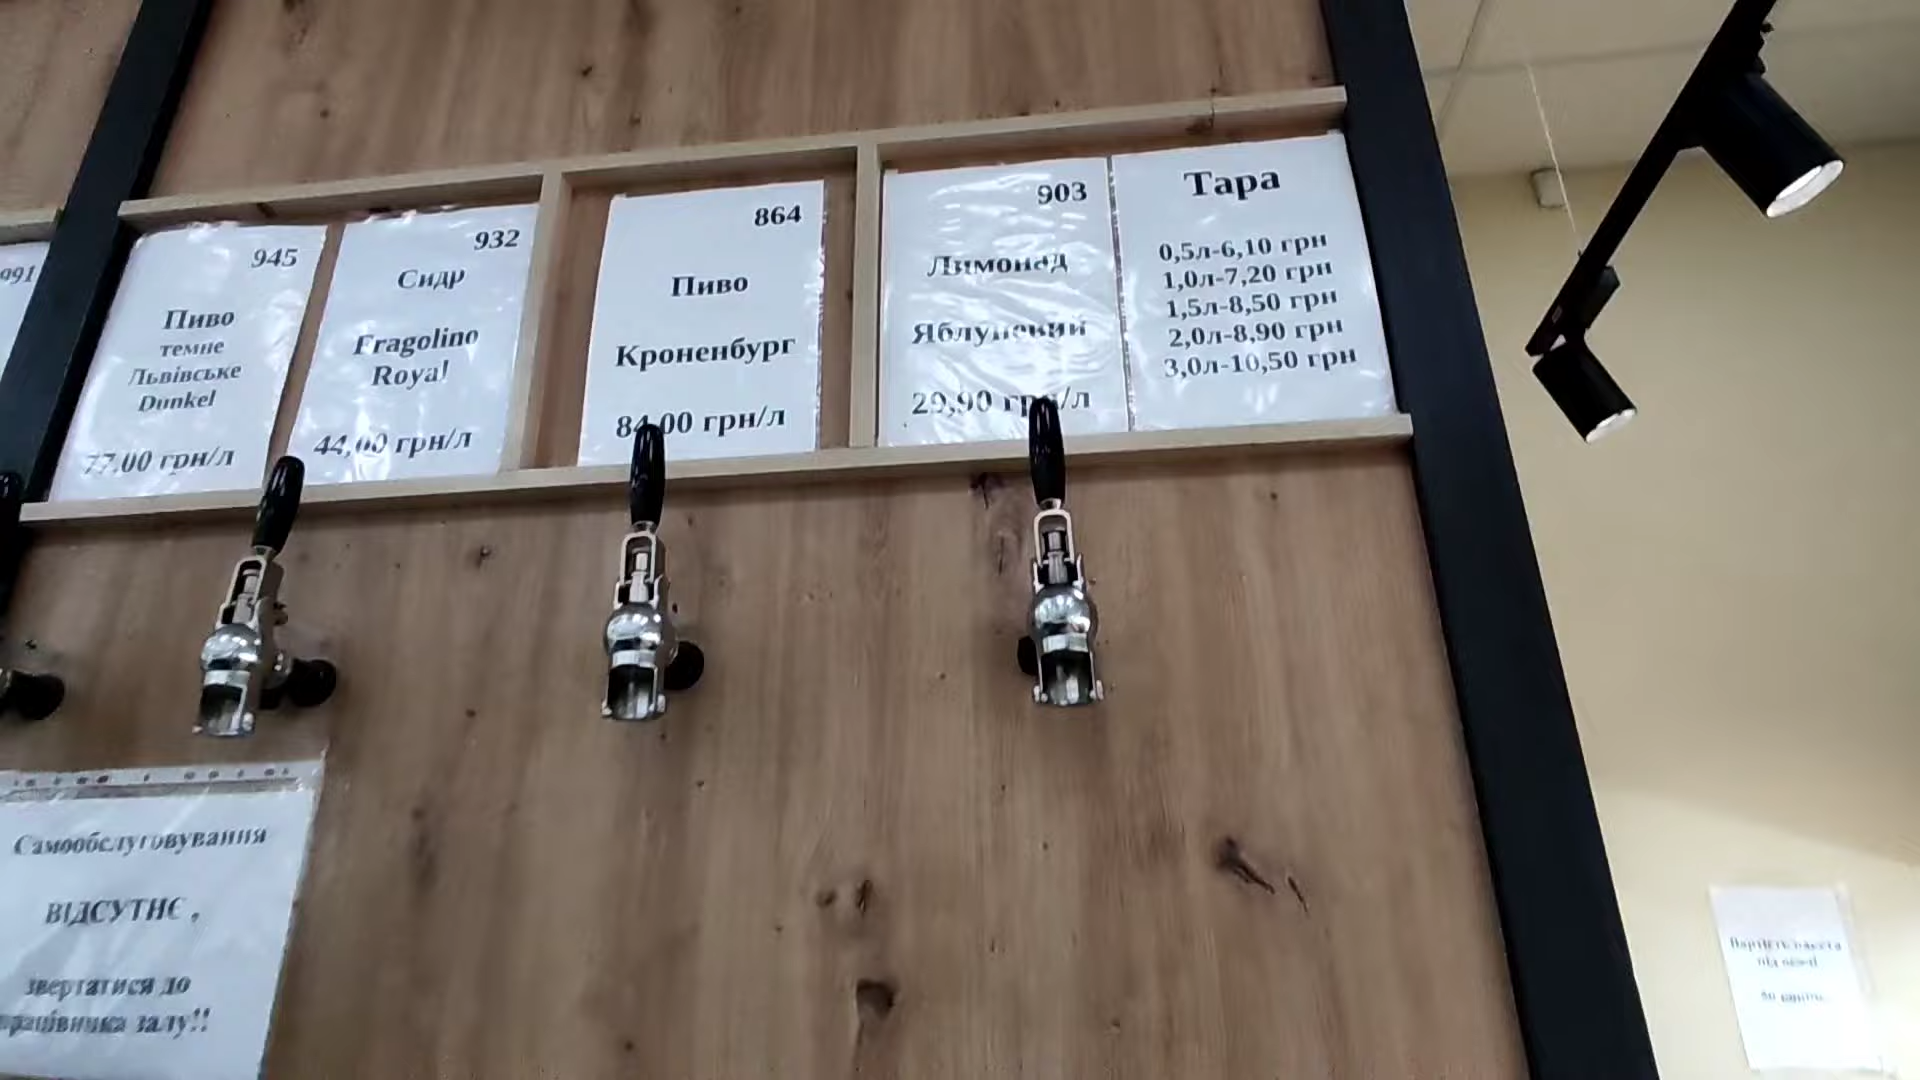 991
945
Пиво
темне
Львівське
Dunkel
77,00 грн/л
932
Сидр
Fragolino
Royal
44,00 грн/л
864
Пиво
Кроненбург
84,00 грн/л
903
Лимонад
Яблуневий
29,90 грн/л
Тара
0,5л-6,10 грн
1,0л-7,20 грн
1,5л-8,50 грн
2,0л-8,90 грн
3,0л-10,50 грн
Самообслуговування
ВІДСУТНЄ ,
звертатися до
працівника залу!!
Вартість пакета